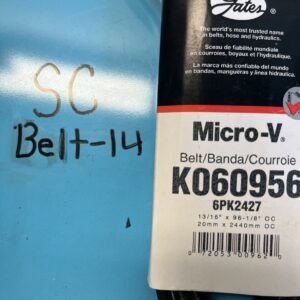 SC
Belt-14
Gates
THE WORLD'S MOST TRUSTED NAME
IN BELTS, HOSE AND HYDRAULICS.
Sceau de fiabilité mondiale
en courroies, boyaux et l'hydraulique.
LA MARCA MÁS CONFIABLE DEL MUNDO
EN BANDAS, MANGUERAS Y ÁREA HIDRÁULICA.
Micro-V®
Belt/Banda/Courroie
K060956
6PK2427
13/16" x 96-1/8" OC
20mm x 2440mm OC